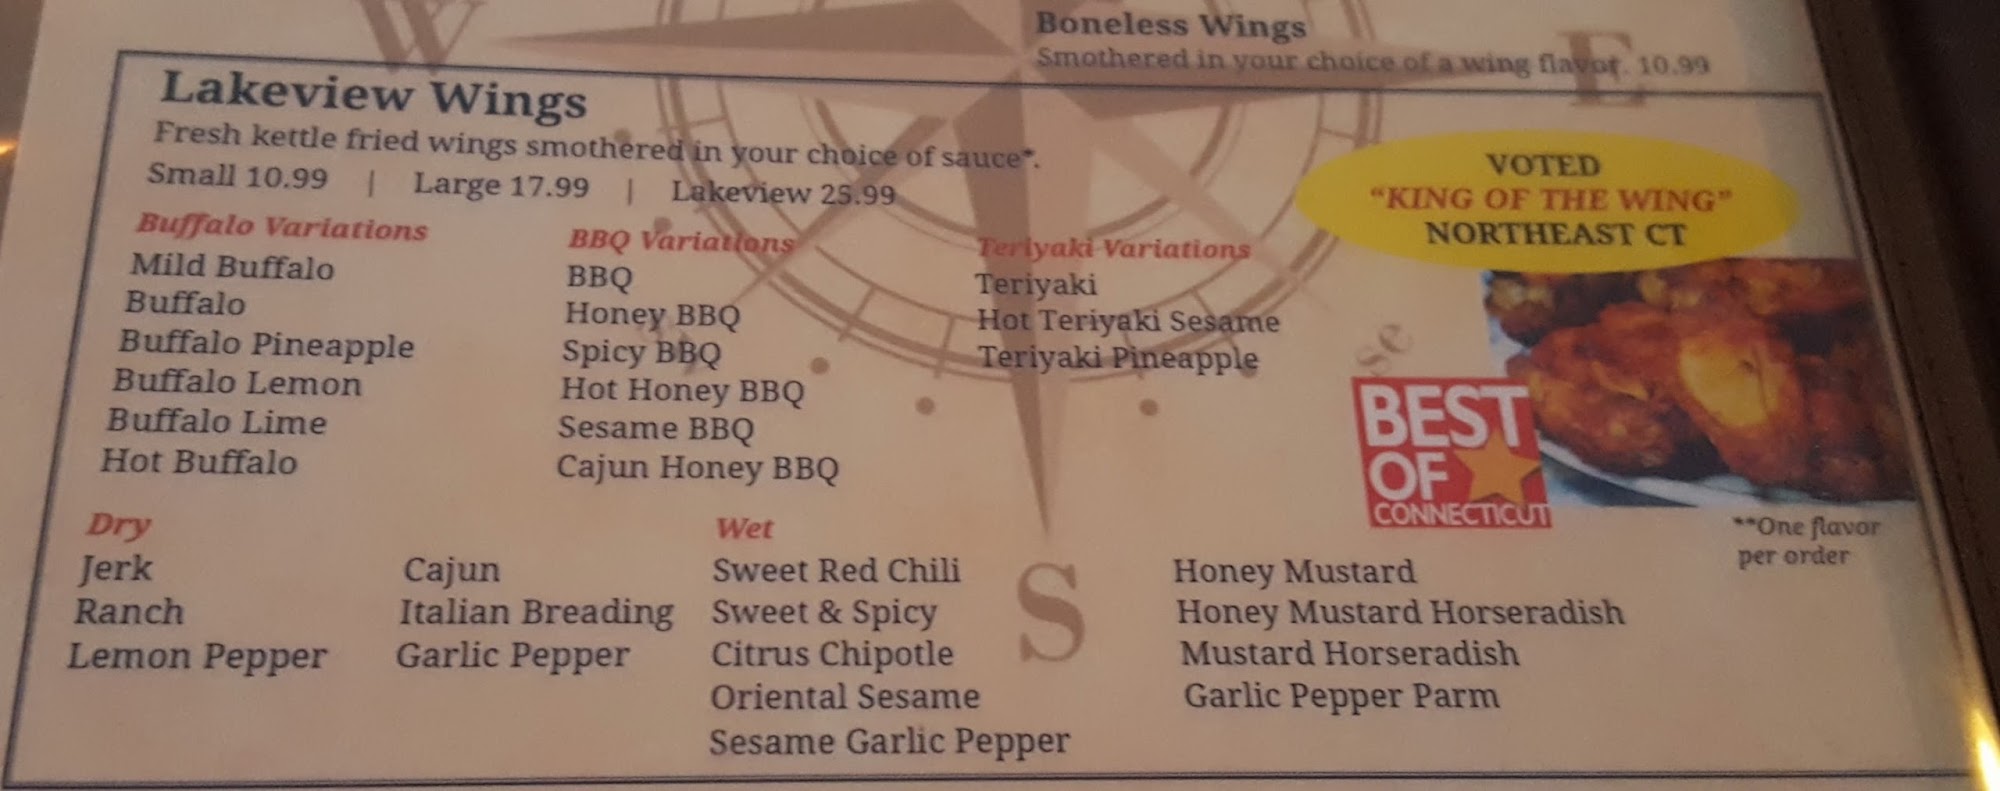 W
E
Boneless Wings
Smothered in your choice of a wing flavor. 10.99
Lakeview Wings
Fresh kettle fried wings smothered in your choice of sauce*.
Small 10.99 | Large 17.99 | Lakeview 25.99
VOTED
"KING OF THE WING"
NORTHEAST CT
Buffalo Variations
Mild Buffalo
Buffalo
Buffalo Pineapple
Buffalo Lemon
Buffalo Lime
Hot Buffalo
BBQ Variations
BBQ
Honey BBQ
Spicy BBQ
Hot Honey BBQ
Sesame BBQ
Cajun Honey BBQ
Teriyaki Variations
Teriyaki
Hot Teriyaki Sesame
Teriyaki Pineapple
se
BEST
OF
CONNECTICUT
**One flavor
per order
Dry
Jerk
Ranch
Lemon Pepper
Cajun
Italian Breading
Garlic Pepper
Wet
Sweet Red Chili
Sweet & Spicy
Citrus Chipotle
Oriental Sesame
Sesame Garlic Pepper
S
Honey Mustard
Honey Mustard Horseradish
Mustard Horseradish
Garlic Pepper Parm